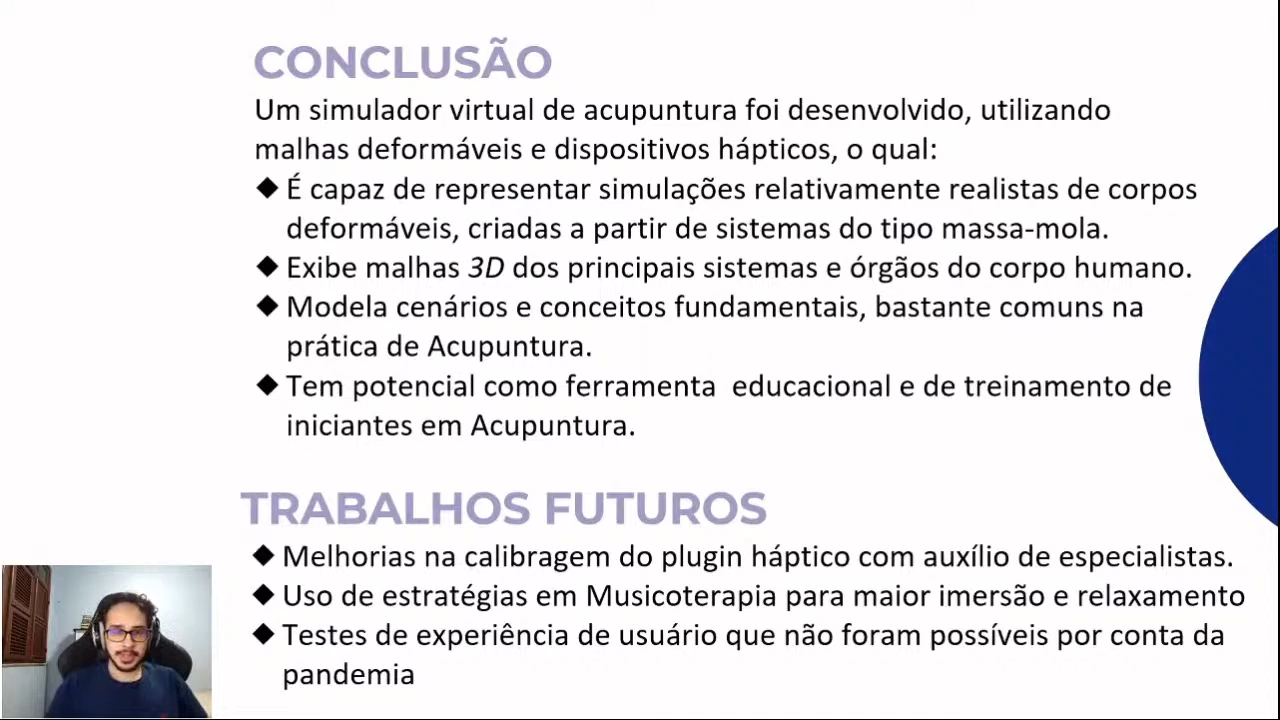 CONCLUSÃO
Um simulador virtual de acupuntura foi desenvolvido, utilizando
malhas deformáveis e dispositivos hápticos, o qual:
◆ É capaz de representar simulações relativamente realistas de corpos
deformáveis, criadas a partir de sistemas do tipo massa-mola.
◆ Exibe malhas 3D dos principais sistemas e órgãos do corpo humano.
◆ Modela cenários e conceitos fundamentais, bastante comuns na
prática de Acupuntura.
◆ Tem potencial como ferramenta educacional e de treinamento de
iniciantes em Acupuntura.
TRABALHOS FUTUROS
◆ Melhorias na calibragem do plugin háptico com auxílio de especialistas.
◆ Uso de estratégias em Musicoterapia para maior imersão e relaxamento
◆ Testes de experiência de usuário que não foram possíveis por conta da
pandemia